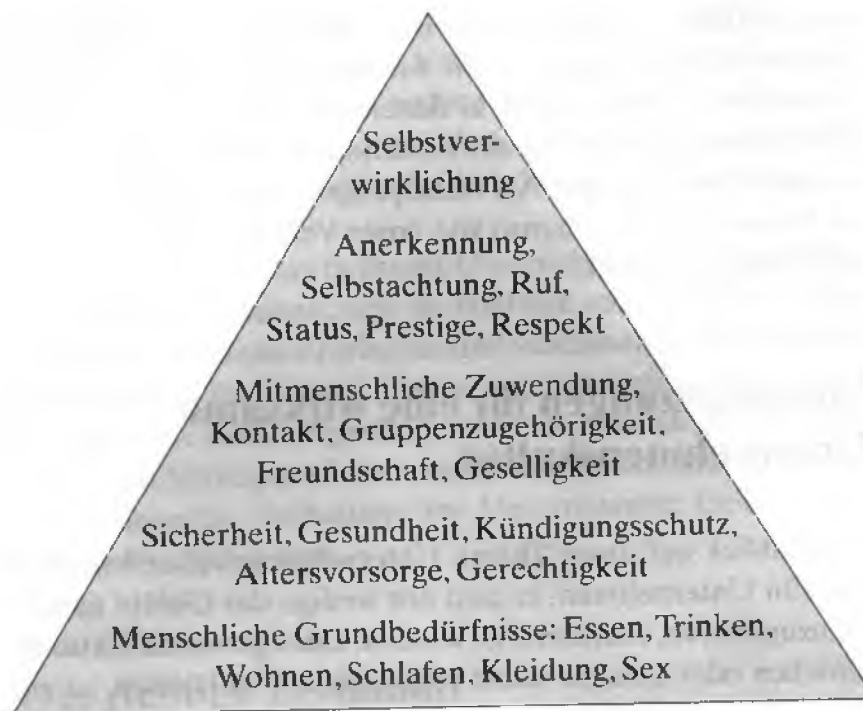 Selbstver-
wirklichung
Anerkennung,
Selbstachtung, Ruf,
Status, Prestige, Respekt
Mitmenschliche Zuwendung,
Kontakt, Gruppenzugehörigkeit,
Freundschaft, Geselligkeit
Sicherheit, Gesundheit, Kündigungsschutz,
Altersvorsorge, Gerechtigkeit
Menschliche Grundbedürfnisse: Essen, Trinken,
Wohnen, Schlafen, Kleidung, Sex